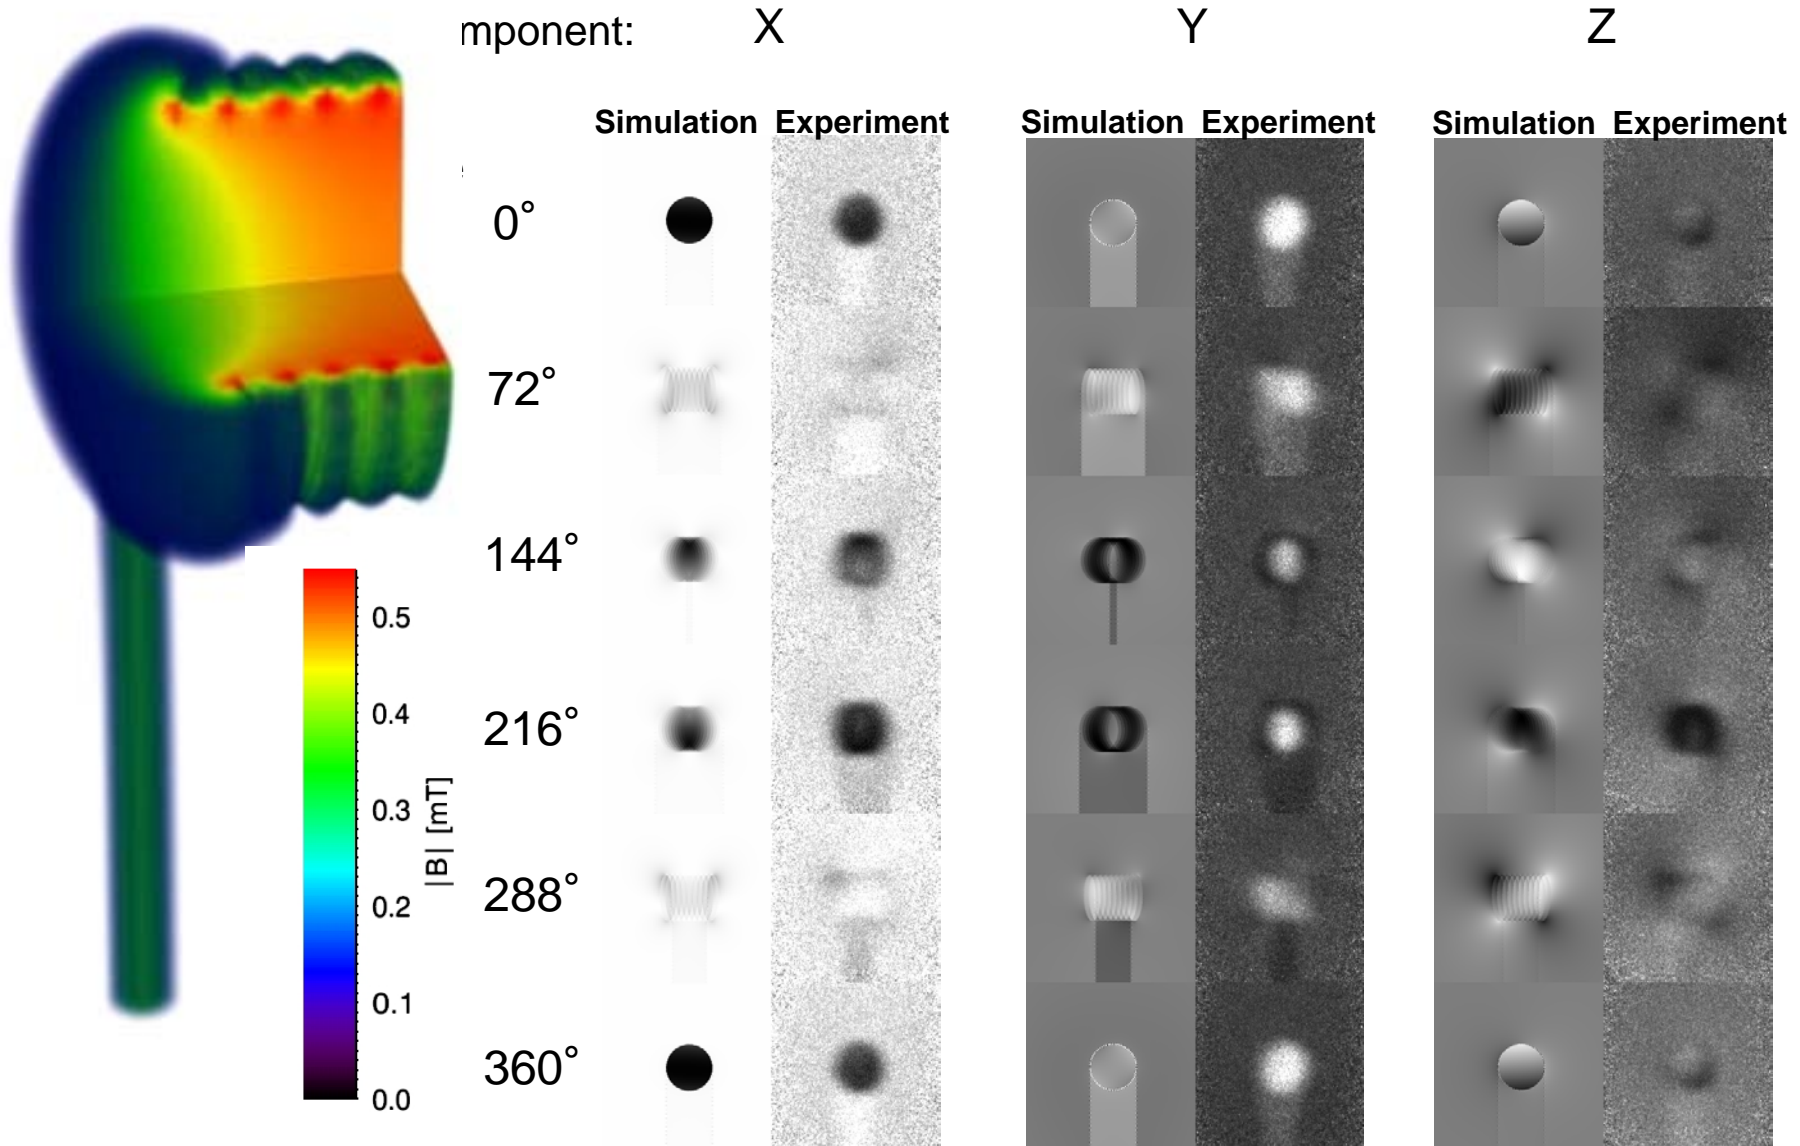 mponent:
X
Y
Z
Simulation Experiment
Simulation Experiment
Simulation Experiment
0°
72°
144°
216°
288°
360°
0.5
0.4
0.3
0.2
0.1
0.0
|B| [mT]